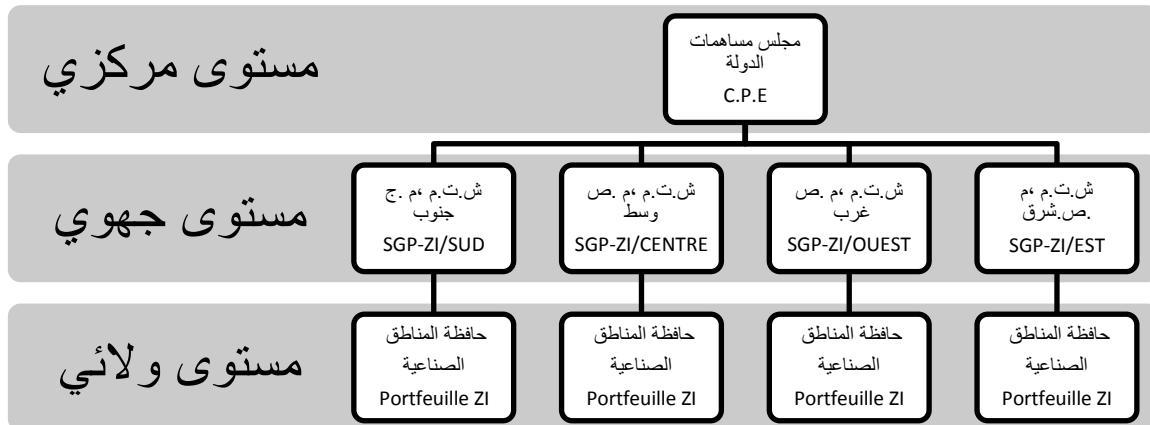 مستوى مركزي
مجلس مساهمات
الدولة
C.P.E
مستوى جهوي
ش.ت.م ،م .ج
جنوب
SGP-ZI/SUD
ش.ت.م ،م .ص
وسط
SGP-ZI/CENTRE
ش.ت.م ،م .ص
غرب
SGP-ZI/OUEST
ش.ت.م ،م
.ص.شرق
SGP-ZI/EST
مستوى ولائي
حافظة المناطق
الصناعية
Portfeuille ZI
حافظة المناطق
الصناعية
Portfeuille ZI
حافظة المناطق
الصناعية
Portfeuille ZI
حافظة المناطق
الصناعية
Portfeuille ZI